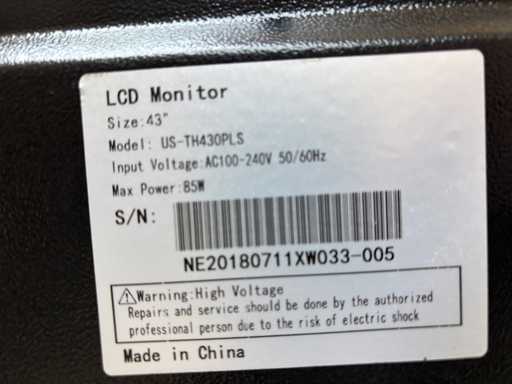 LCD Monitor
Size:43"
Model: US-TH430PLS
Input Voltage:AC100-240V 50/60Hz
Max Power:85W
S/N:
NE20180711XW033-005
Warning:High Voltage
Repairs and service should be done by the authorized
professional person due to the risk of electric shock
Made in China